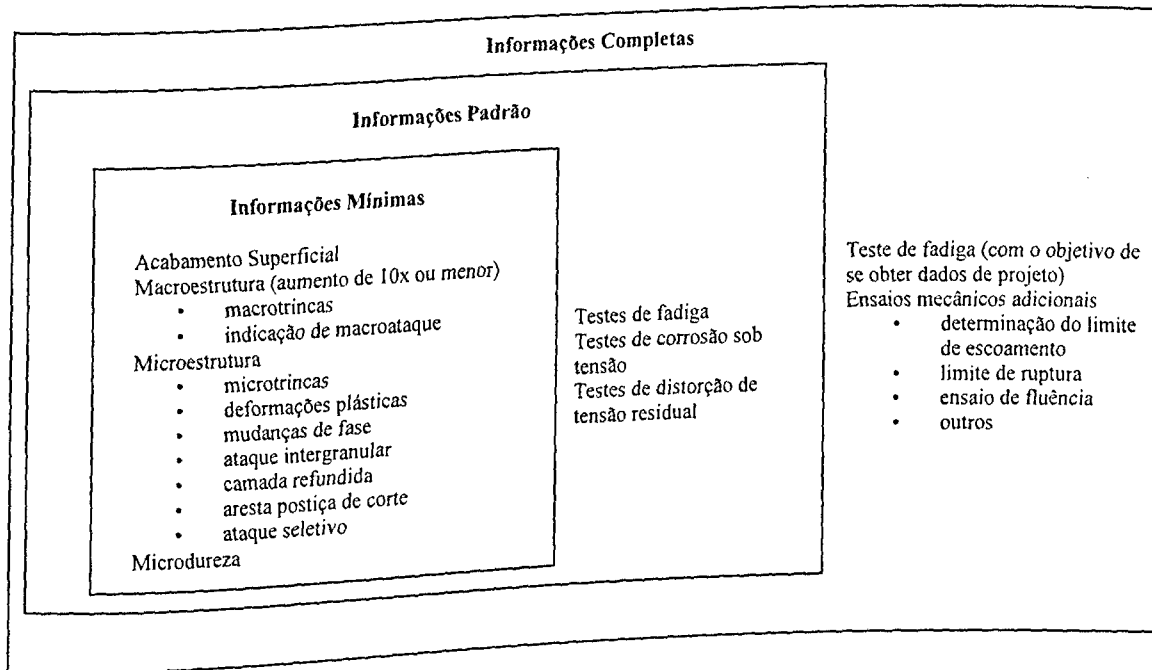 Informações Completas
Informações Padrão
Informações Mínimas
Acabamento Superficial
Macroestrutura (aumento de 10x ou menor)
• macrotrincas
• indicação de macroataque
Microestrutura
• microtrincas
• deformações plásticas
• mudanças de fase
• ataque intergranular
• camada refundida
• aresta postiça de corte
• ataque seletivo
Microdureza
Testes de fadiga
Testes de corrosão sob
tensão
Testes de distorção de
tensão residual
Teste de fadiga (com o objetivo de
se obter dados de projeto)
Ensaios mecânicos adicionais
• determinação do limite
de escoamento
• limite de ruptura
• ensaio de fluência
• outros